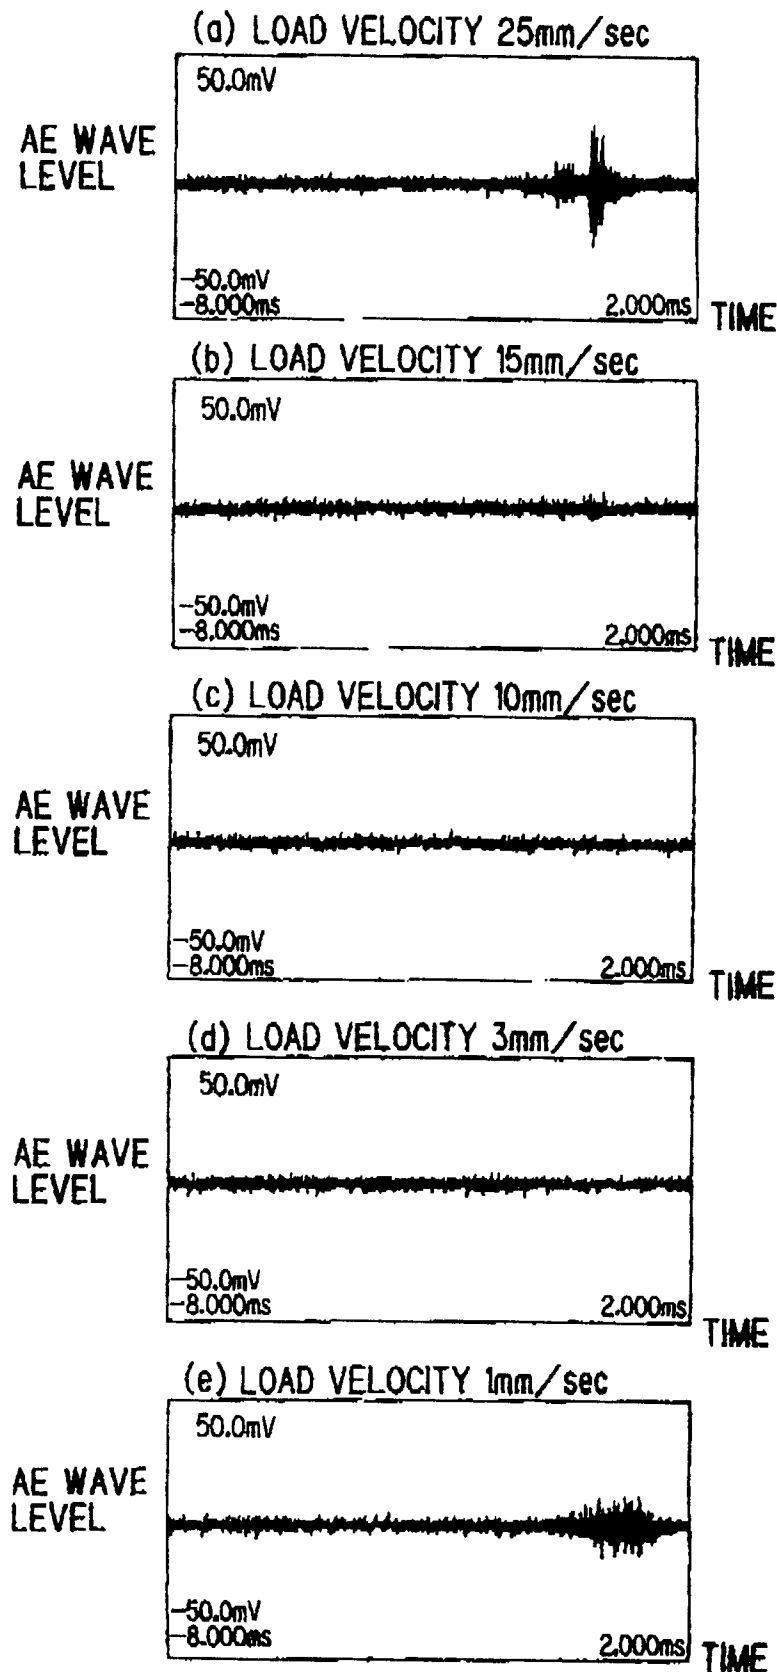 (a) LOAD VELOCITY 25mm/sec
50.0mV
AE WAVE
LEVEL
-50.0mV
-8.000ms
2.000ms
TIME
(b) LOAD VELOCITY 15mm/sec
50.0mV
AE WAVE
LEVEL
-50.0mV
-8.000ms
2.000ms
TIME
(c) LOAD VELOCITY 10mm/sec
50.0mV
AE WAVE
LEVEL
-50.0mV
-8.000ms
2.000ms
TIME
(d) LOAD VELOCITY 3mm/sec
50.0mV
AE WAVE
LEVEL
-50.0mV
-8.000ms
2.000ms
TIME
(e) LOAD VELOCITY 1mm/sec
50.0mV
AE WAVE
LEVEL
-50.0mV
-8.000ms
2.000ms
TIME